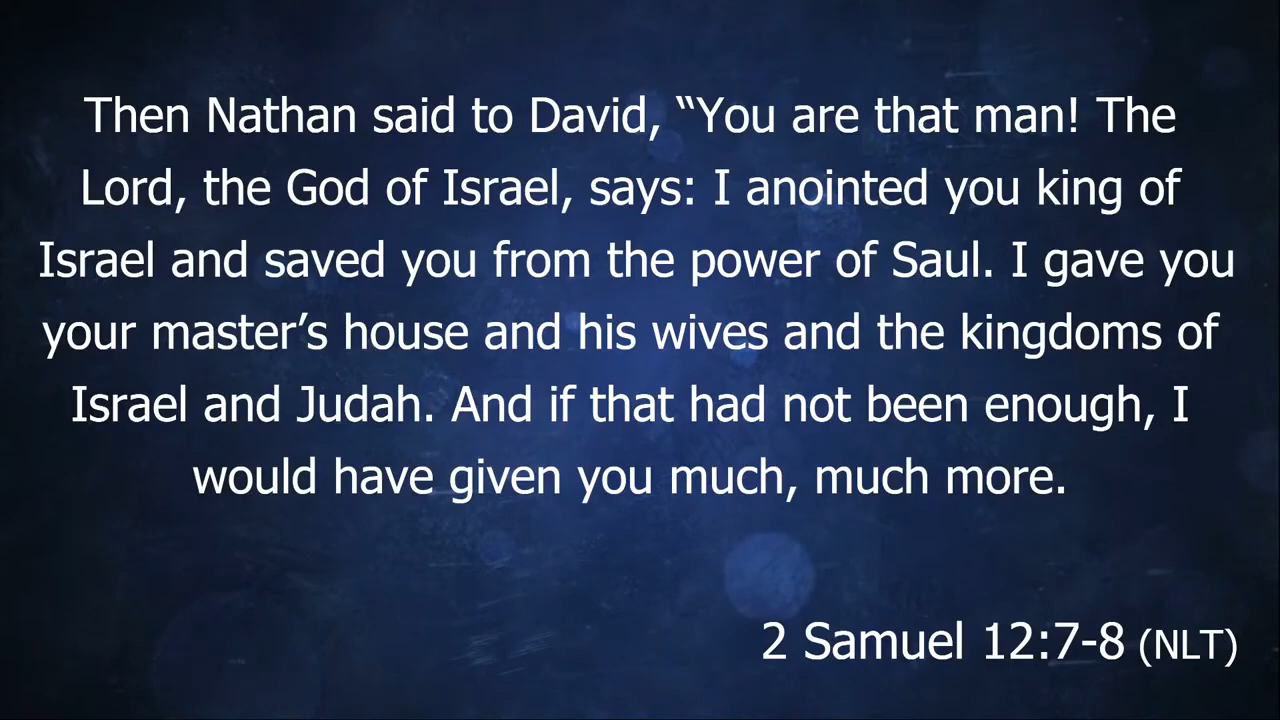 Then Nathan said to David, “You are that man! The
Lord, the God of Israel, says: I anointed you king of
Israel and saved you from the power of Saul. I gave you
your master’s house and his wives and the kingdoms of
Israel and Judah. And if that had not been enough, I
would have given you much, much more.
2 Samuel 12:7-8 (NLT)